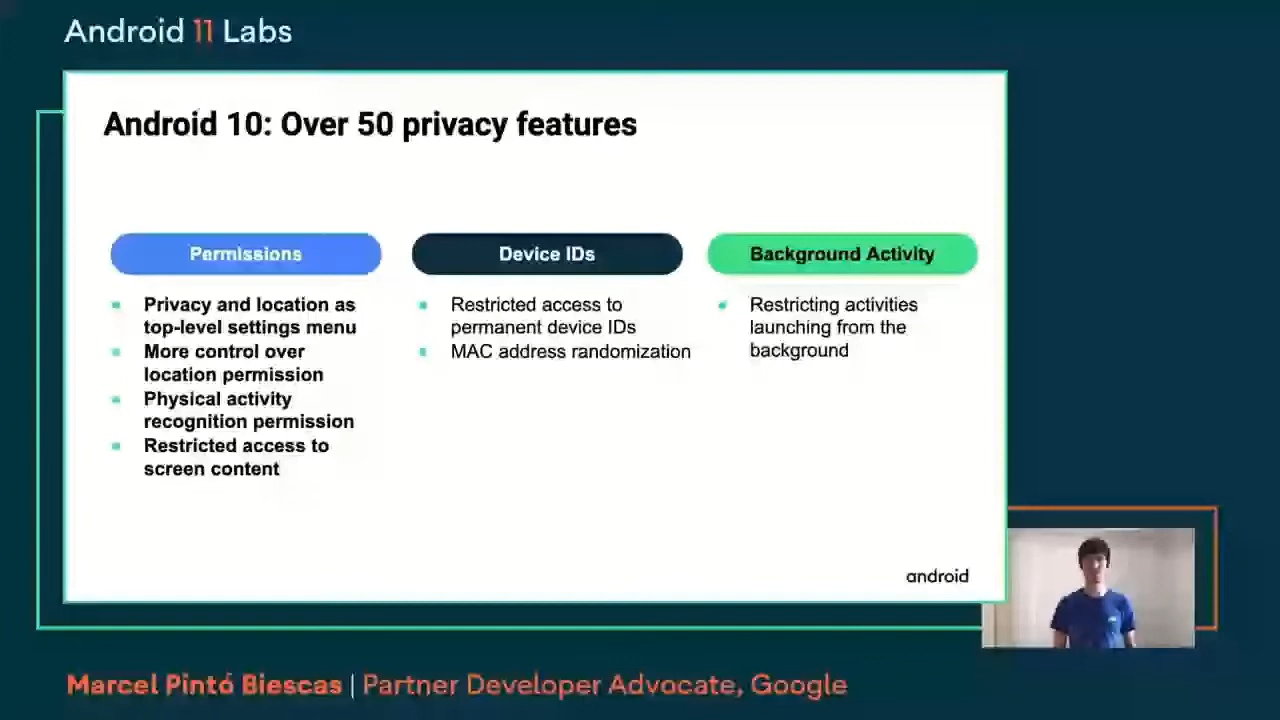 Android 11 Labs
Android 10: Over 50 privacy features
Permissions
Privacy and location as
top-level settings menu
More control over
location permission
Physical activity
recognition permission
Restricted access to
screen content
Device IDs
Restricted access to
permanent device IDs
MAC address randomization
Background Activity
Restricting activities
launching from the
background
android
Marcel Pintó Biescas | Partner Developer Advocate, Google